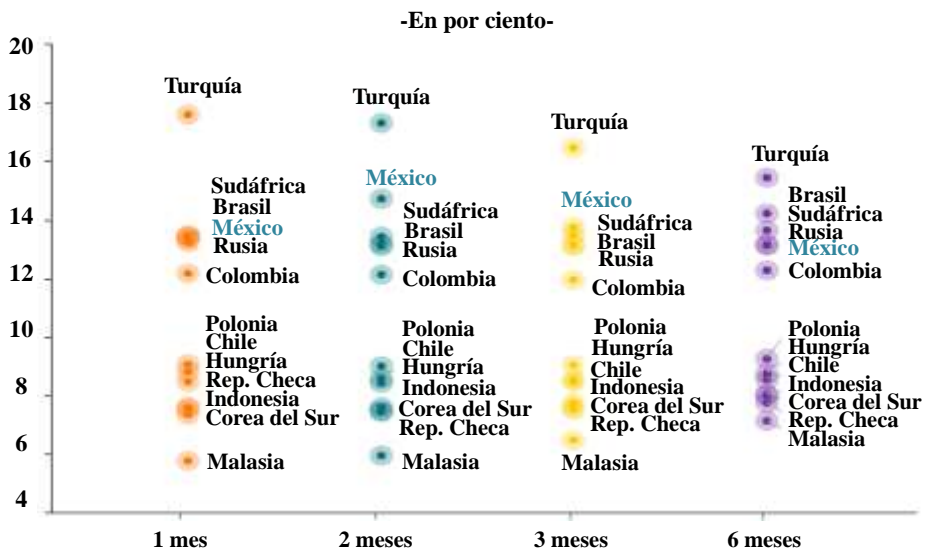 -En por ciento-
20
18
16
14
12
10
8
6
4
Turquía
Sudáfrica
Brasil
México
Rusia
Colombia
Polonia
Chile
Hungría
Rep. Checa
Indonesia
Corea del Sur
Malasia
Turquía
México
Sudáfrica
Brasil
Rusia
Colombia
Polonia
Chile
Hungría
Indonesia
Corea del Sur
Rep. Checa
Malasia
Turquía
México
Sudáfrica
Brasil
Rusia
Colombia
Polonia
Hungría
Chile
Indonesia
Corea del Sur
Rep. Checa
Malasia
Turquía
Brasil
Sudáfrica
Rusia
México
Colombia
Polonia
Hungría
Chile
Indonesia
Corea del Sur
Rep. Checa
Malasia
1 mes
2 meses
3 meses
6 meses